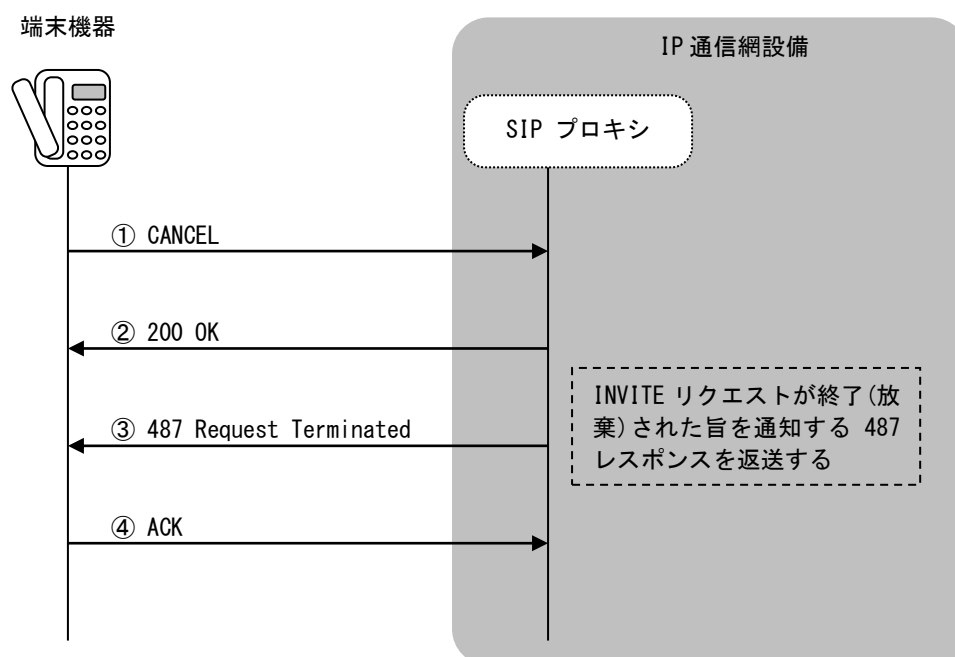 端末機器
IP通信網設備
SIP プロキシ
① CANCEL
② 200 OK
③ 487 Request Terminated
INVITE リクエストが終了(放
棄)された旨を通知する 487
レスポンスを返送する
④ ACK